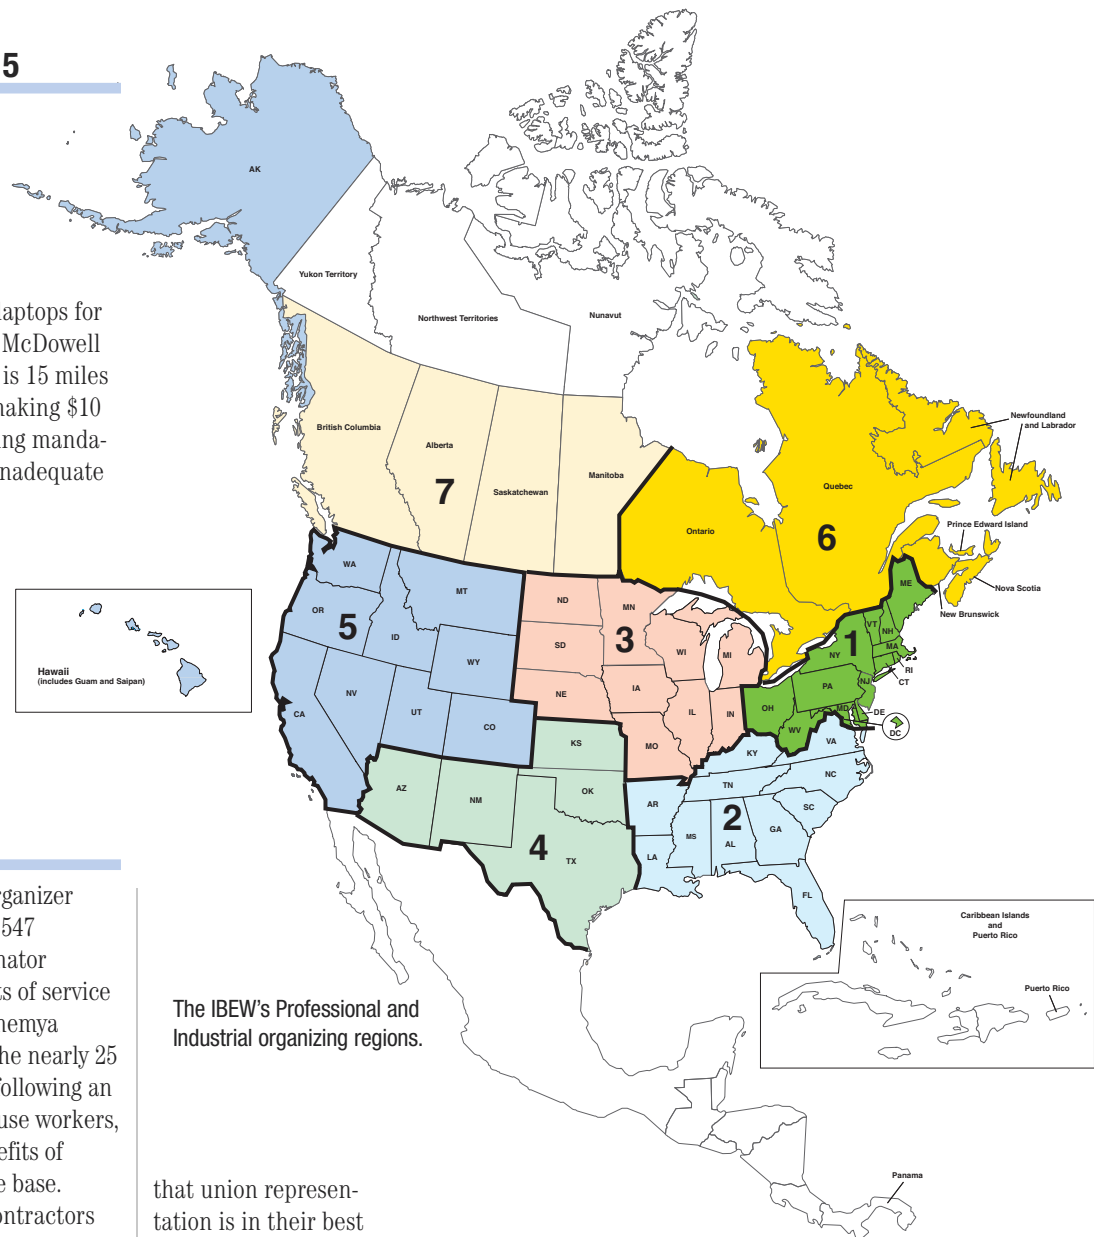 5
laptops for
McDowell
is 15 miles
making $10
ing manda-
inadequate
AK
Yukon Territory
Northwest Territories
Nunavut
British Columbia
Alberta
7
Saskatchewan
Manitoba
Ontario
Quebec
6
Newfoundland
and Labrador
Prince Edward Island
Nova Scotia
New Brunswick
Hawaii
(includes Guam and Saipan)
WA
OR
5
ID
MT
WY
CA
NV
UT
CO
ND
MN
SD
3
WI
MI
NE
IA
IL
IN
MO
ME
VT
NH
1
MA
NY
RI
CT
PA
NJ
OH
MD
DE
WV
DC
KS
AZ
NM
OK
4
TX
KY
VA
TN
NC
AR
SC
2
MS
AL
GA
LA
FL
Caribbean Islands
and
Puerto Rico
Puerto Rico
Panama
The IBEW’s Professional and
Industrial organizing regions.
rganizer
547
nator
ts of service
hemya
he nearly 25
following an
use workers,
efits of
e base.
ontractors
that union represen-
tation is in their best